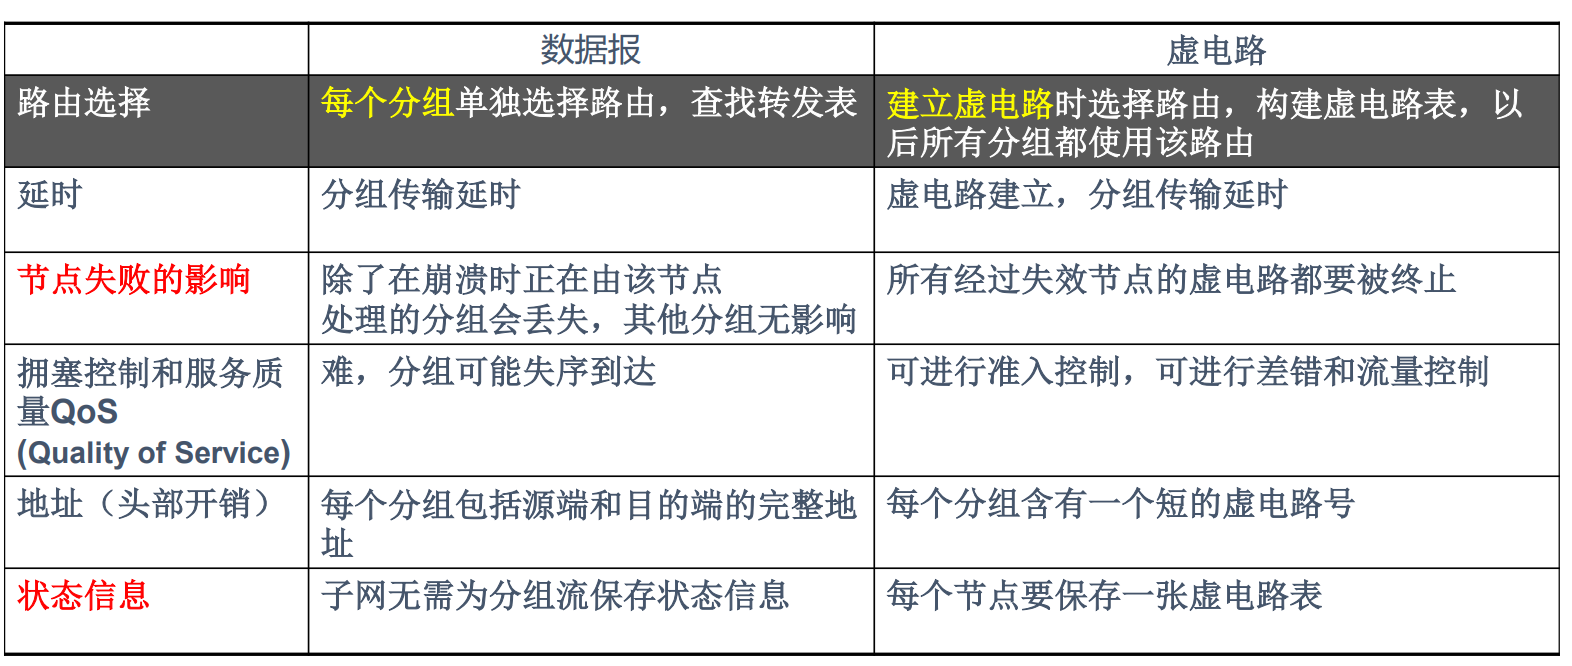 数据报
虚电路
路由选择
每个分组单独选择路由，查找转发表
建立虚电路时选择路由，构建虚电路表，以
后所有分组都使用该路由
延时
分组传输延时
虚电路建立，分组传输延时
节点失败的影响
除了在崩溃时正在由该节点
处理的分组会丢失，其他分组无影响
所有经过失效节点的虚电路都要被终止
拥塞控制和服务质
量QoS
(Quality of Service)
难，分组可能失序到达
可进行准入控制，可进行差错和流量控制
地址（头部开销）
每个分组包括源端和目的端的完整地
址
每个分组含有一个短的虚电路号
状态信息
子网无需为分组流保存状态信息
每个节点要保存一张虚电路表